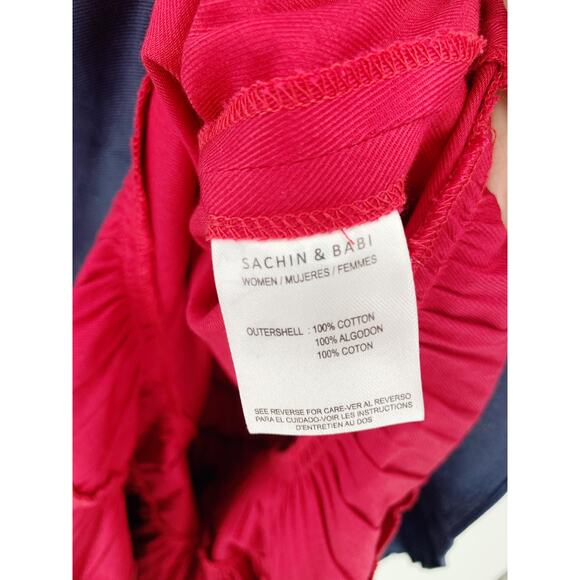 SACHIN & BABI
WOMEN / MUJERES / FEMMES
OUTERSHELL : 100% COTTON
100% ALGODON
100% COTON
SEE REVERSE FOR CARE-VER AL REVERSO
PARA EL CUIDADO-VOIR LES INSTRUCTIONS
D'ENTRETIEN AU DOS